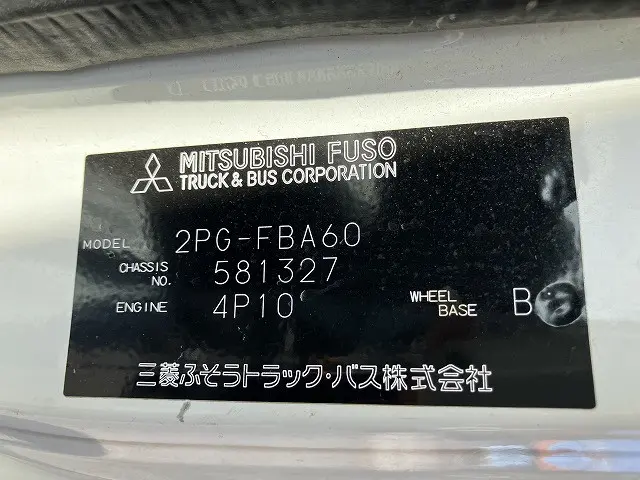 MITSUBISHI FUSO
TRUCK & BUS CORPORATION
MODEL 2PG-FBA60
CHASSIS NO. 581327
ENGINE 4P10 WHEEL BASE B
三菱ふそうトラック・バス株式会社